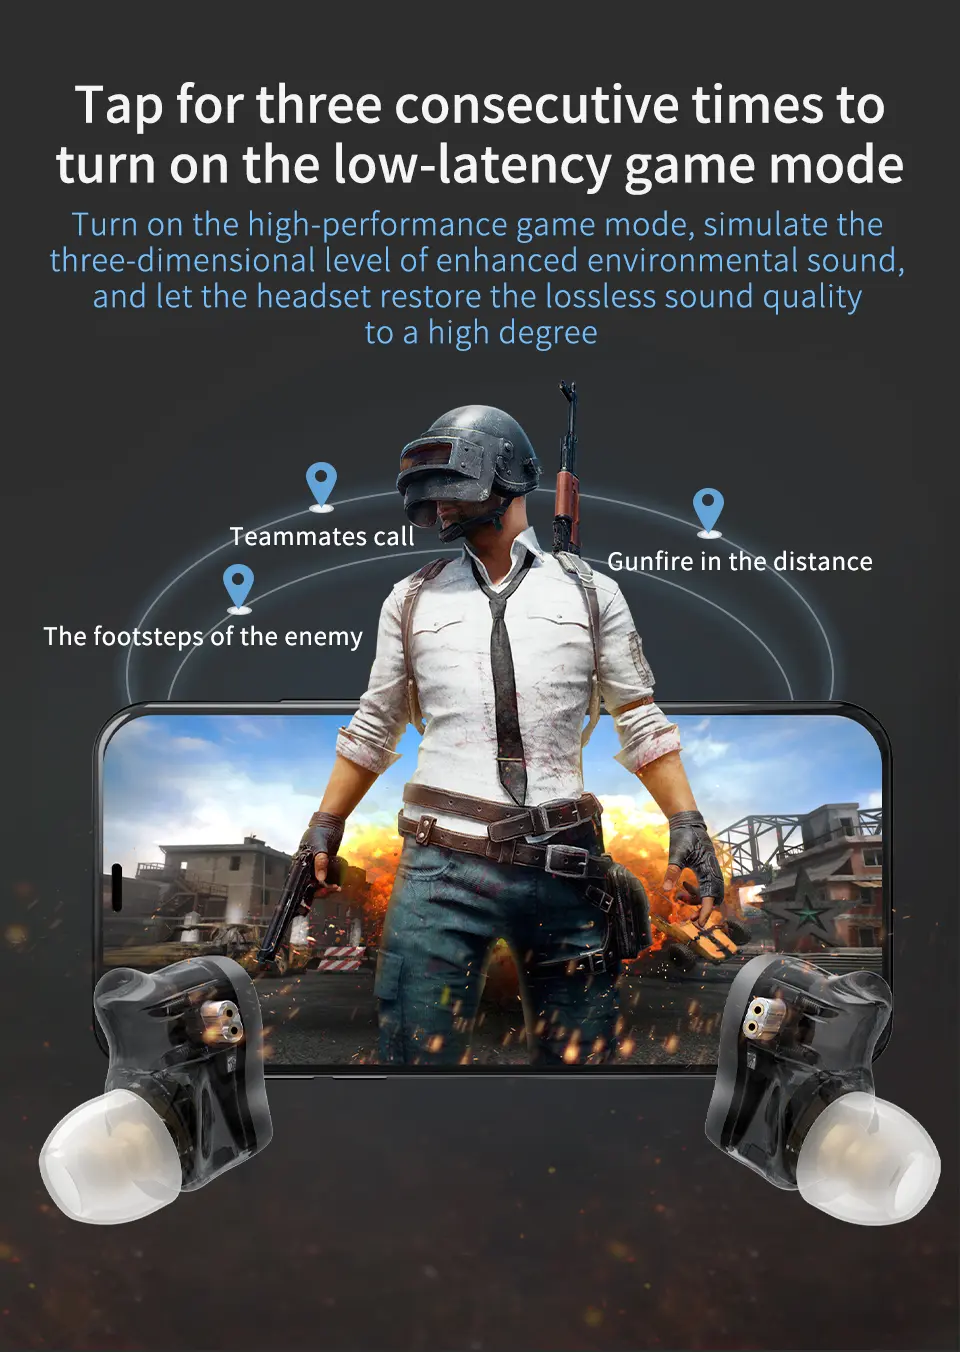 Tap for three consecutive times to
turn on the low-latency game mode
Turn on the high-performance game mode, simulate the
three-dimensional level of enhanced environmental sound,
and let the headset restore the lossless sound quality
to a high degree
Teammates call
Gunfire in the distance
The footsteps of the enemy